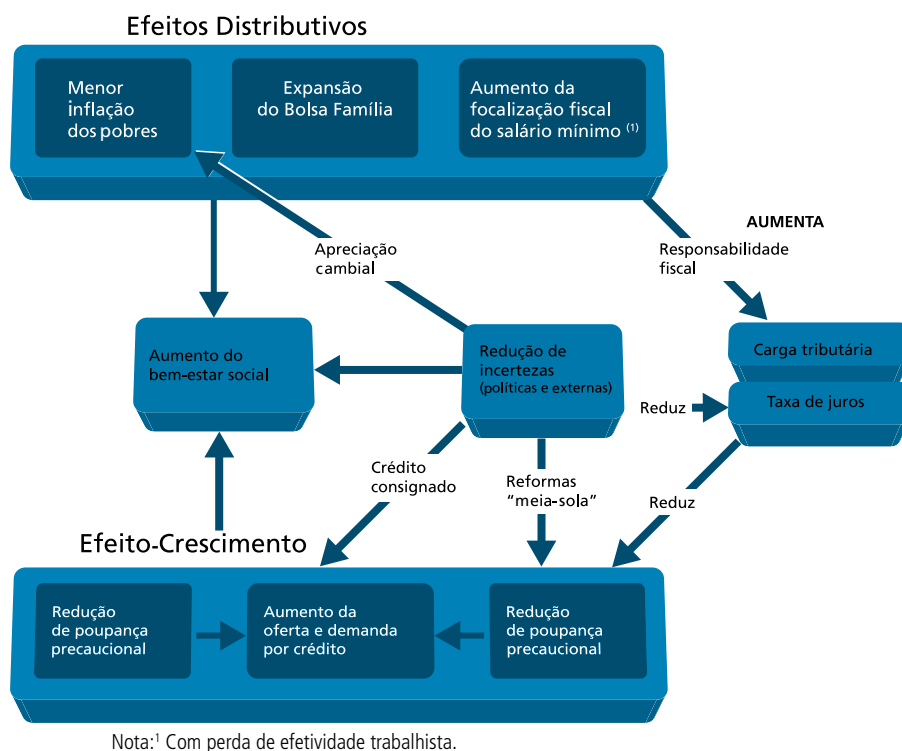 Efeitos Distributivos
Menor
inflação
dos pobres
Expansão
do Bolsa Família
Aumento da
focalização fiscal
do salário mínimo (1)
AUMENTA
Apreciação
cambial
Responsabilidade
fiscal
Aumento do
bem-estar social
Redução de
incertezas
(políticas e externas)
Carga tributária
Reduz
Taxa de juros
Crédito
consignado
Reformas
“meia-sola”
Reduz
Efeito-Crescimento
Redução
de poupança
precaucional
Aumento da
oferta e demanda
por crédito
Redução
de poupança
precaucional
Nota:¹ Com perda de efetividade trabalhista.